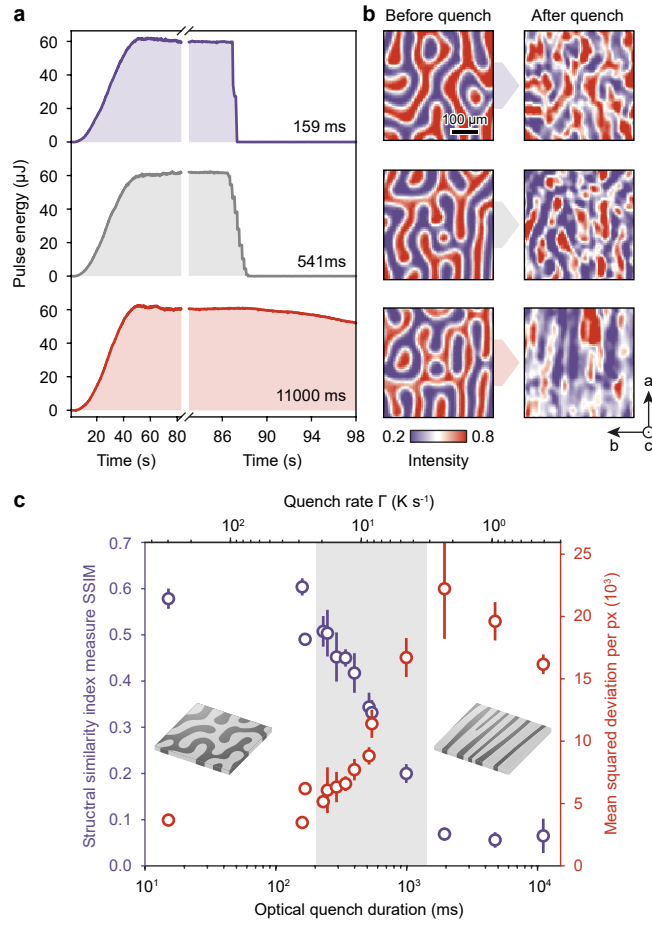 a
b
Before quench
After quench
Pulse energy (μJ)
60
40
20
0
159 ms
60
40
20
0
541ms
60
40
20
0
11000 ms
20 40 60 80 86 90 94 98
Time (s)
Time (s)
100 μm
0.2
0.8
Intensity
a
b
c
c
Quench rate Γ (K s⁻¹)
10² 10¹ 10⁰
Structral similarity index measure SSIM
0.7
0.6
0.5
0.4
0.3
0.2
0.1
0.0
Mean squared deviation per px (10³)
25
20
15
10
5
0
10¹ 10² 10³ 10⁴
Optical quench duration (ms)